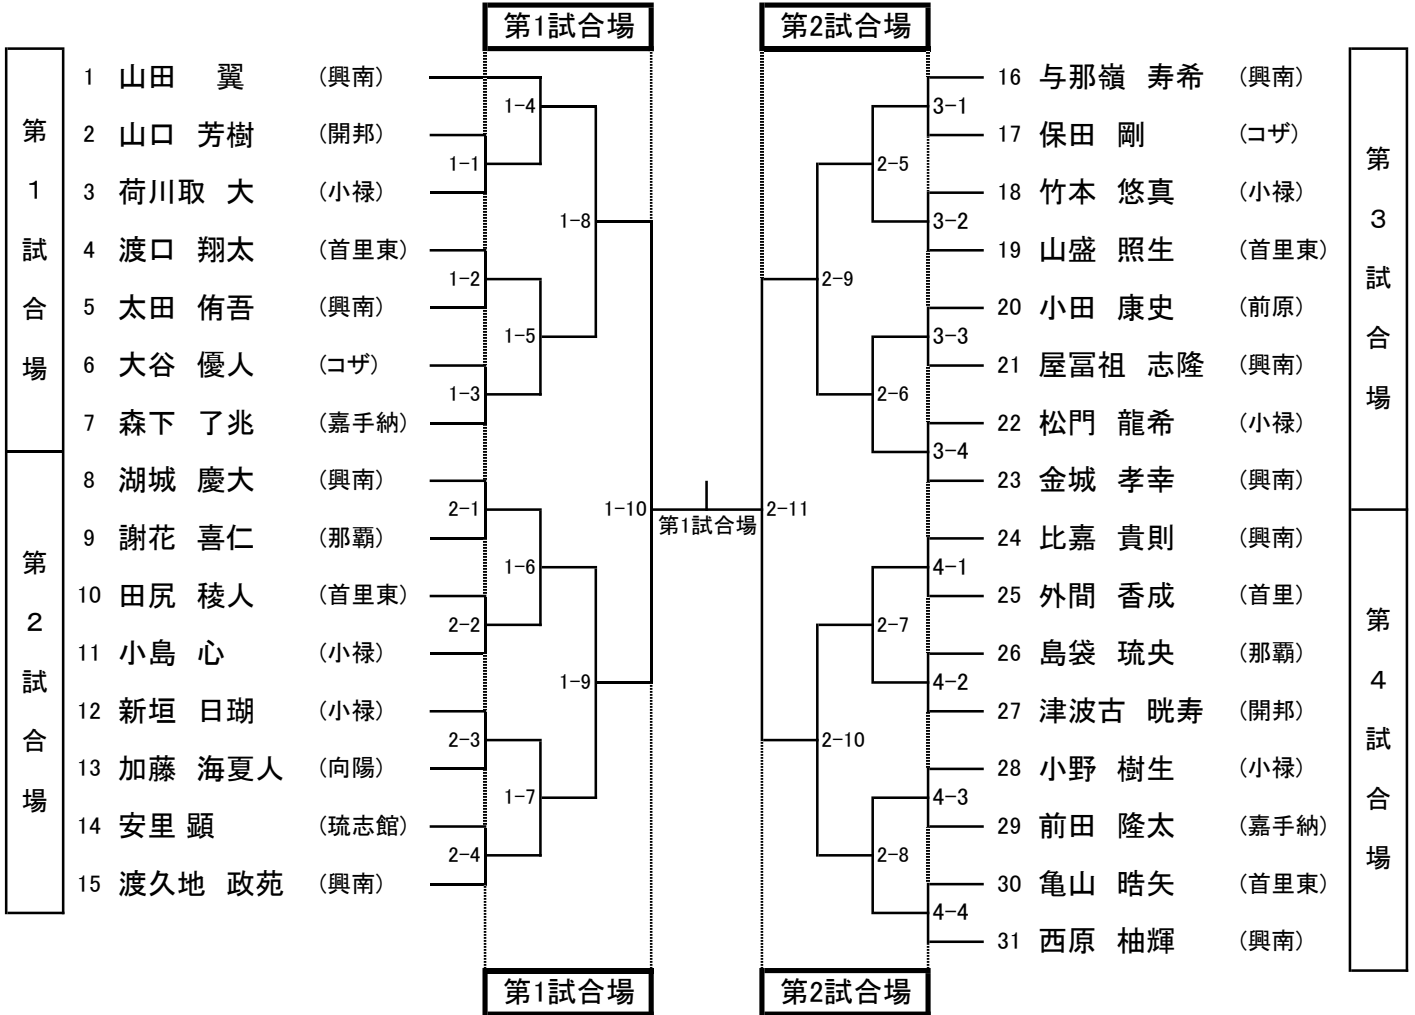 第1試合場
第2試合場
第1試合場
1 山田 翼 (興南)
2 山口 芳樹 (開邦)
3 荷川取 大 (小禄)
4 渡口 翔太 (首里東)
5 太田 侑吾 (興南)
6 大谷 優人 (コザ)
7 森下 了兆 (嘉手納)
第2試合場
8 湖城 慶大 (興南)
9 謝花 喜仁 (那覇)
10 田尻 稜人 (首里東)
11 小島 心 (小禄)
12 新垣 日瑚 (小禄)
13 加藤 海夏人 (向陽)
14 安里 顕 (琉志館)
15 渡久地 政苑 (興南)
1-4
1-1
1-8
1-2
1-5
1-3
2-1
1-10
1-6
2-2
1-9
2-3
1-7
2-4
第1試合場
3-1
2-5
3-2
2-9
3-3
2-6
3-4
2-11
4-1
2-7
4-2
2-10
4-3
2-8
4-4
第3試合場
16 与那嶺 寿希 (興南)
17 保田 剛 (コザ)
18 竹本 悠真 (小禄)
19 山盛 照生 (首里東)
20 小田 康史 (前原)
21 屋冨祖 志隆 (興南)
22 松門 龍希 (小禄)
23 金城 孝幸 (興南)
第4試合場
24 比嘉 貴則 (興南)
25 外間 香成 (首里)
26 島袋 琉央 (那覇)
27 津波古 晄寿 (開邦)
28 小野 樹生 (小禄)
29 前田 隆太 (嘉手納)
30 亀山 晧矢 (首里東)
31 西原 柚輝 (興南)
第1試合場
第2試合場